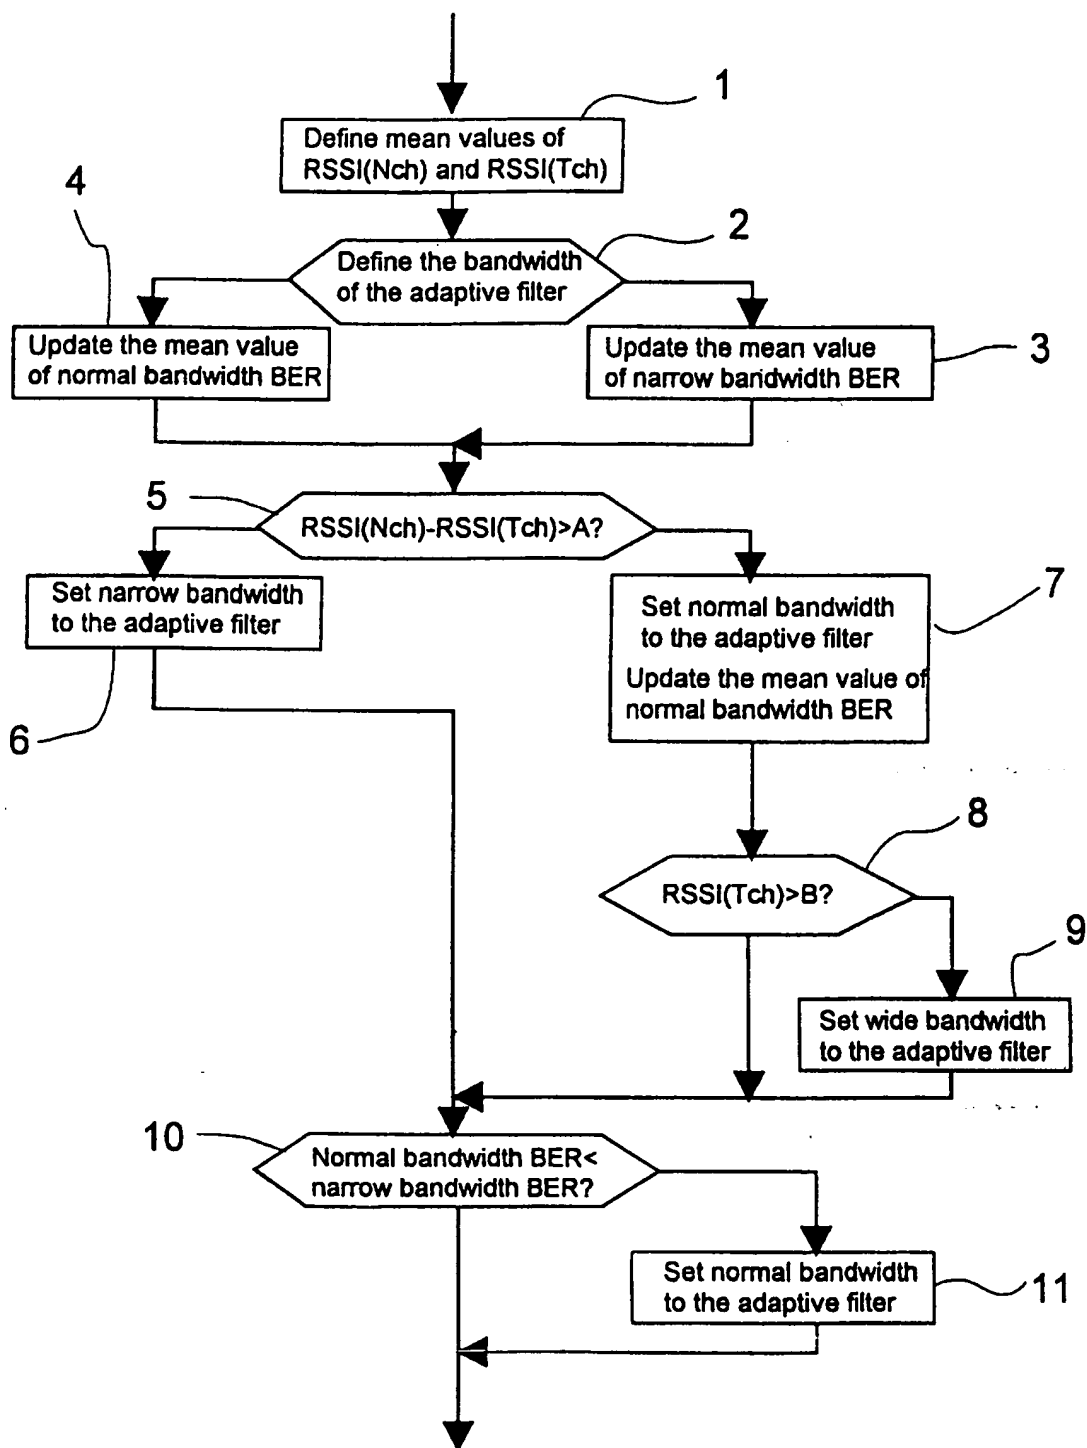 1
Define mean values of
RSSI(Nch) and RSSI(Tch)
4
2
Define the bandwidth
of the adaptive filter
Update the mean value
of normal bandwidth BER
Update the mean value
of narrow bandwidth BER
3
5
RSSI(Nch)-RSSI(Tch)>A?
Set narrow bandwidth
to the adaptive filter
6
7
Set normal bandwidth
to the adaptive filter
Update the mean value of
normal bandwidth BER
8
RSSI(Tch)>B?
9
Set wide bandwidth
to the adaptive filter
10
Normal bandwidth BER<
narrow bandwidth BER?
Set normal bandwidth
to the adaptive filter
11